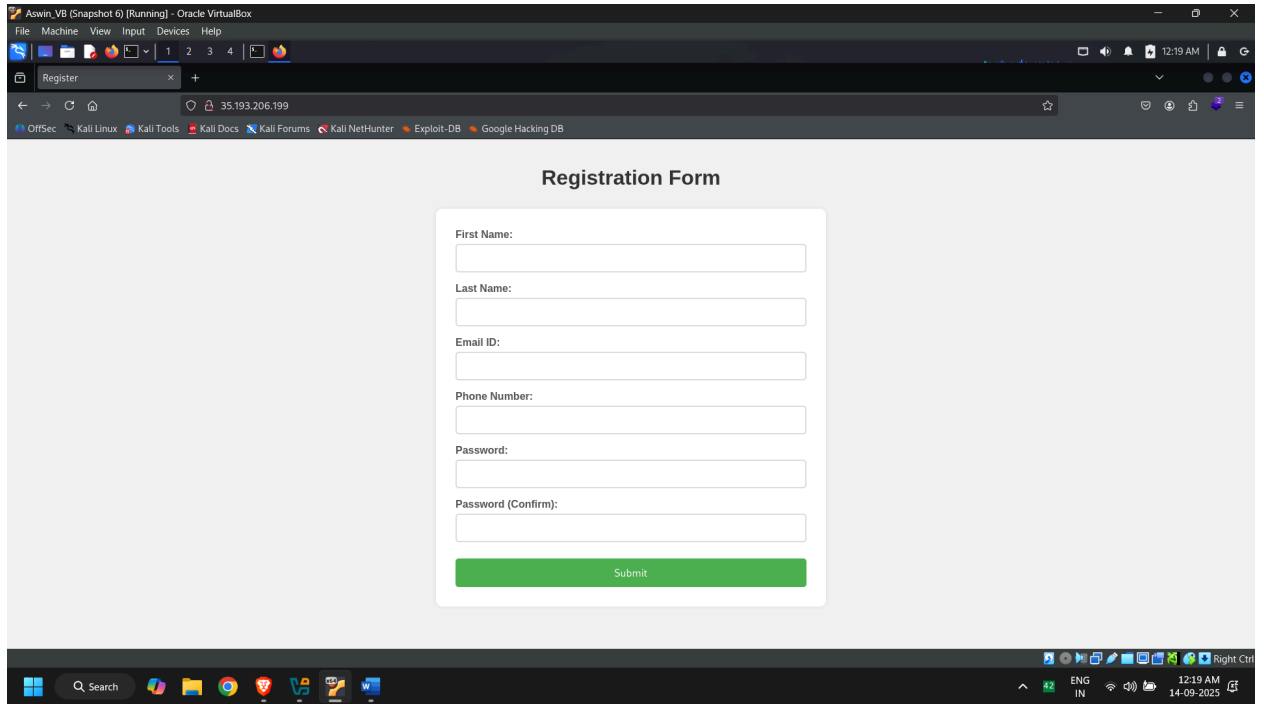 Aswin_VB (Snapshot 6) [Running] - Oracle VirtualBox
File Machine View Input Devices Help
1 2 3 4 12:19 AM
Register
35.193.206.199 2
OffSec Kali Linux Kali Tools Kali Docs Kali Forums Kali NetHunter Exploit-DB Google Hacking DB
Registration Form
First Name:
Last Name:
Email ID:
Phone Number:
Password:
Password (Confirm):
Submit
Right Ctrl
Search 42 ENG IN 12:19 AM 14-09-2025